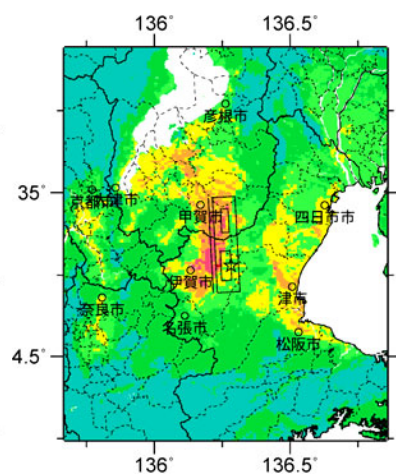 136° 136.5°
彦根市
35°
京都市 大津市
甲賀市 四日市市
伊賀市
奈良市 津市
名張市
松阪市
4.5°
136° 136.5°